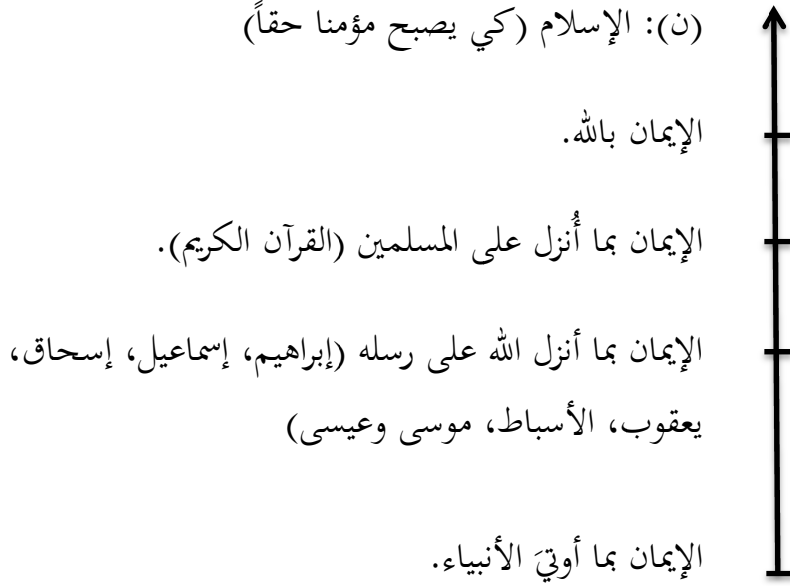 (ن): الإسلام (كي يصبح مؤمنا حقاً)
الإيمان بالله.
الإيمان بما أُنزل على المسلمين (القرآن الكريم).
الإيمان بما أنزل الله على رسله (إبراهيم، إسماعيل، إسحاق،
يعقوب، الأسباط، موسى وعيسى)
الإيمان بما أوتيَ الأنبياء.